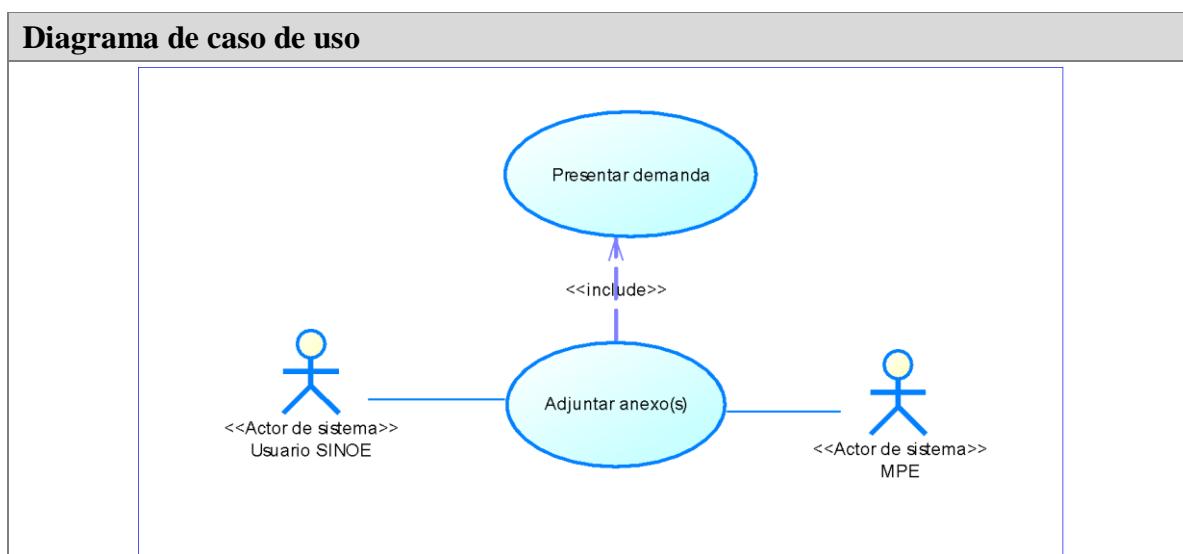 Diagrama de caso de uso
Presentar demanda
<<include>>
Adjuntar anexo(s)
<<Actor de sistema>>
Usuario SINOE
<<Actor de sistema>>
MPE